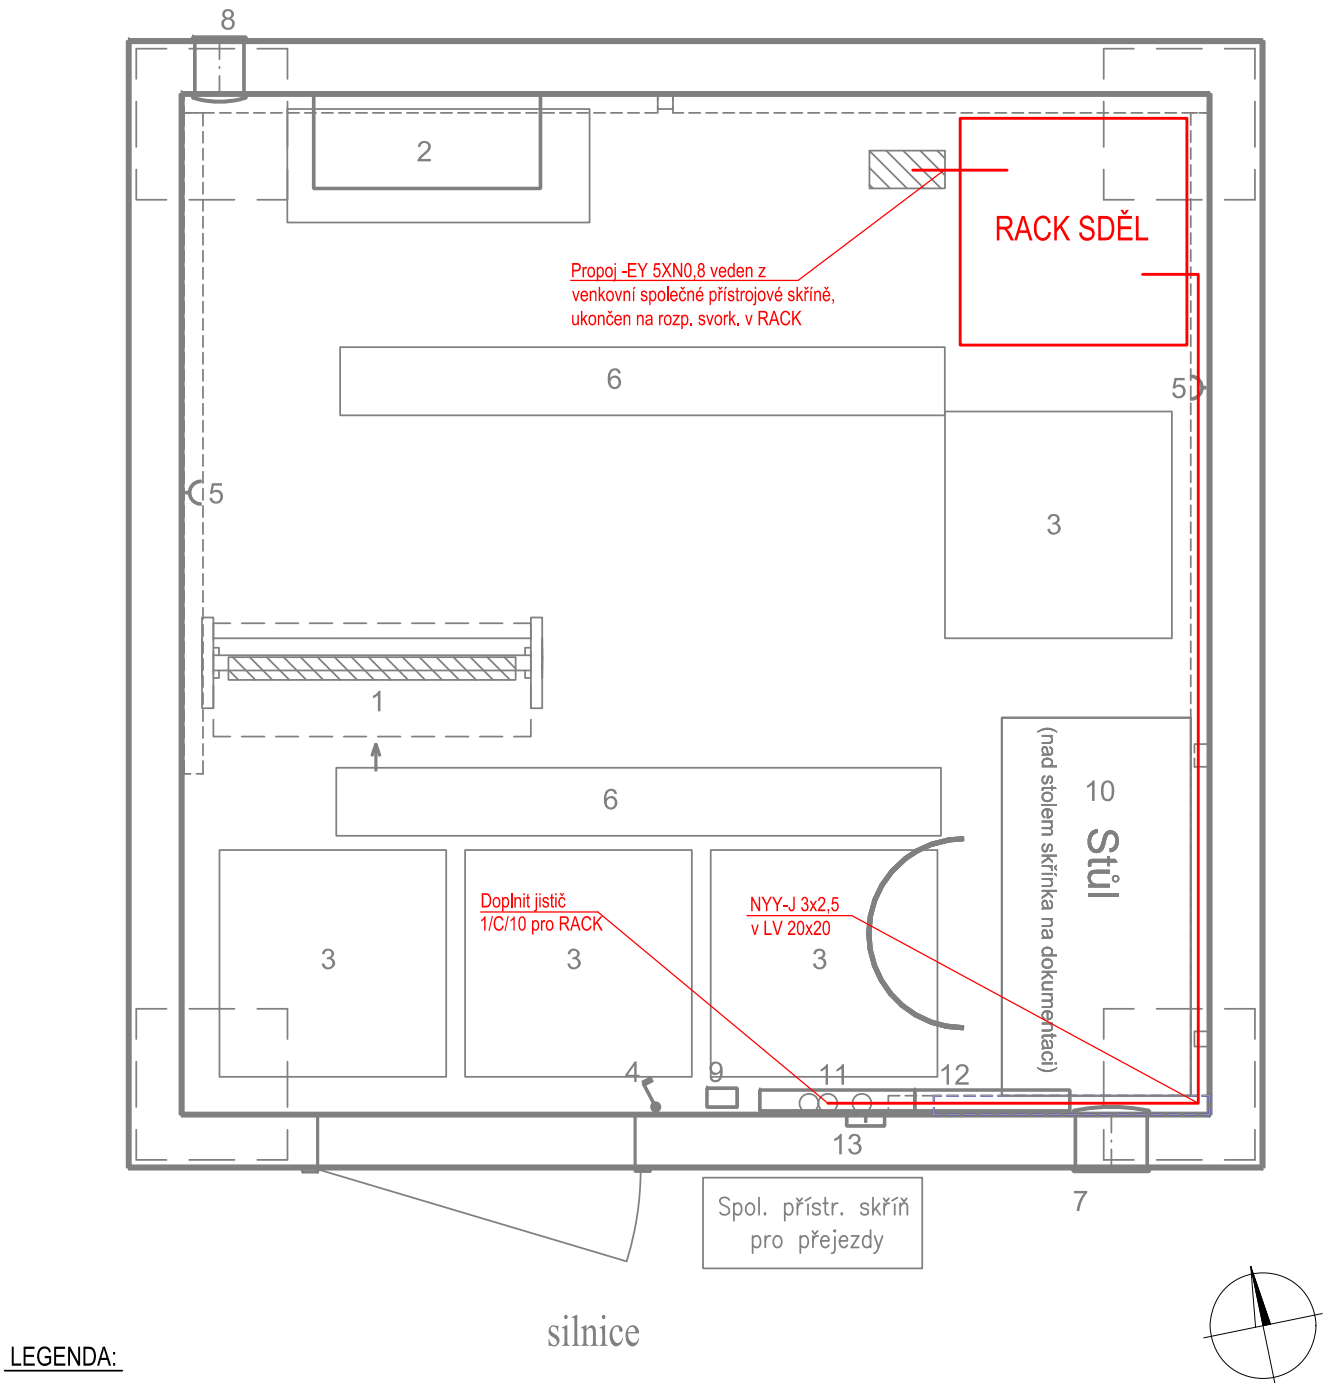 8
2
RACK SDĚL
Propoj -EY 5XN0,8 veden z
venkovní společné přístrojové skříně,
ukončen na rozp. svork. v RACK
6
5
5
3
1
6
10
Stůl
(nad stolem skřínka na dokumentaci)
Doplnit jistič
1/C/10 pro RACK
NYY-J 3x2,5
v LV 20x20
3
3
3
4
9
11
12
13
7
Spol. přístr. skříň
pro přejezdy
silnice
LEGENDA: